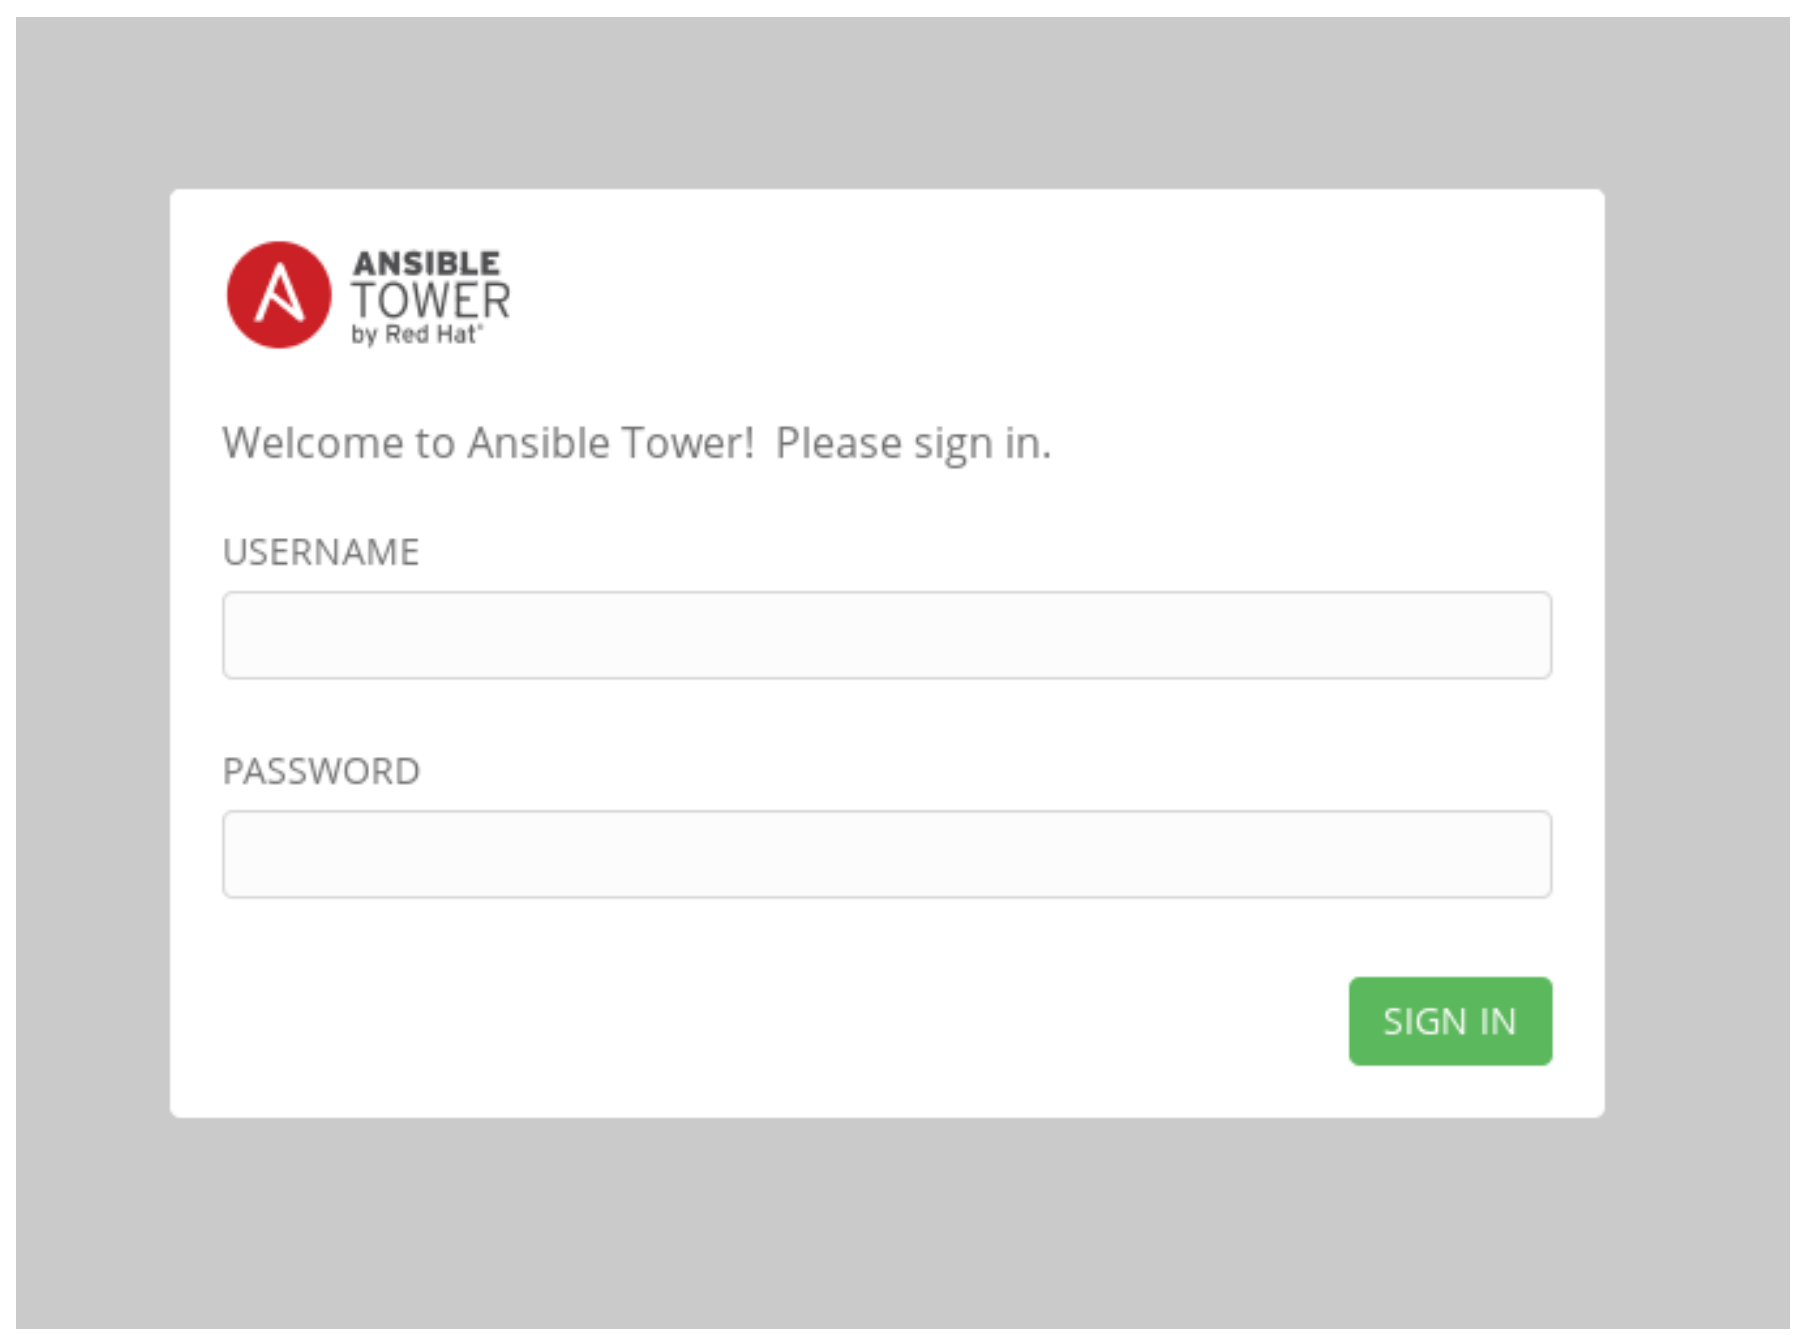 ANSIBLE
TOWER
by Red Hat®
Welcome to Ansible Tower! Please sign in.
USERNAME
PASSWORD
SIGN IN